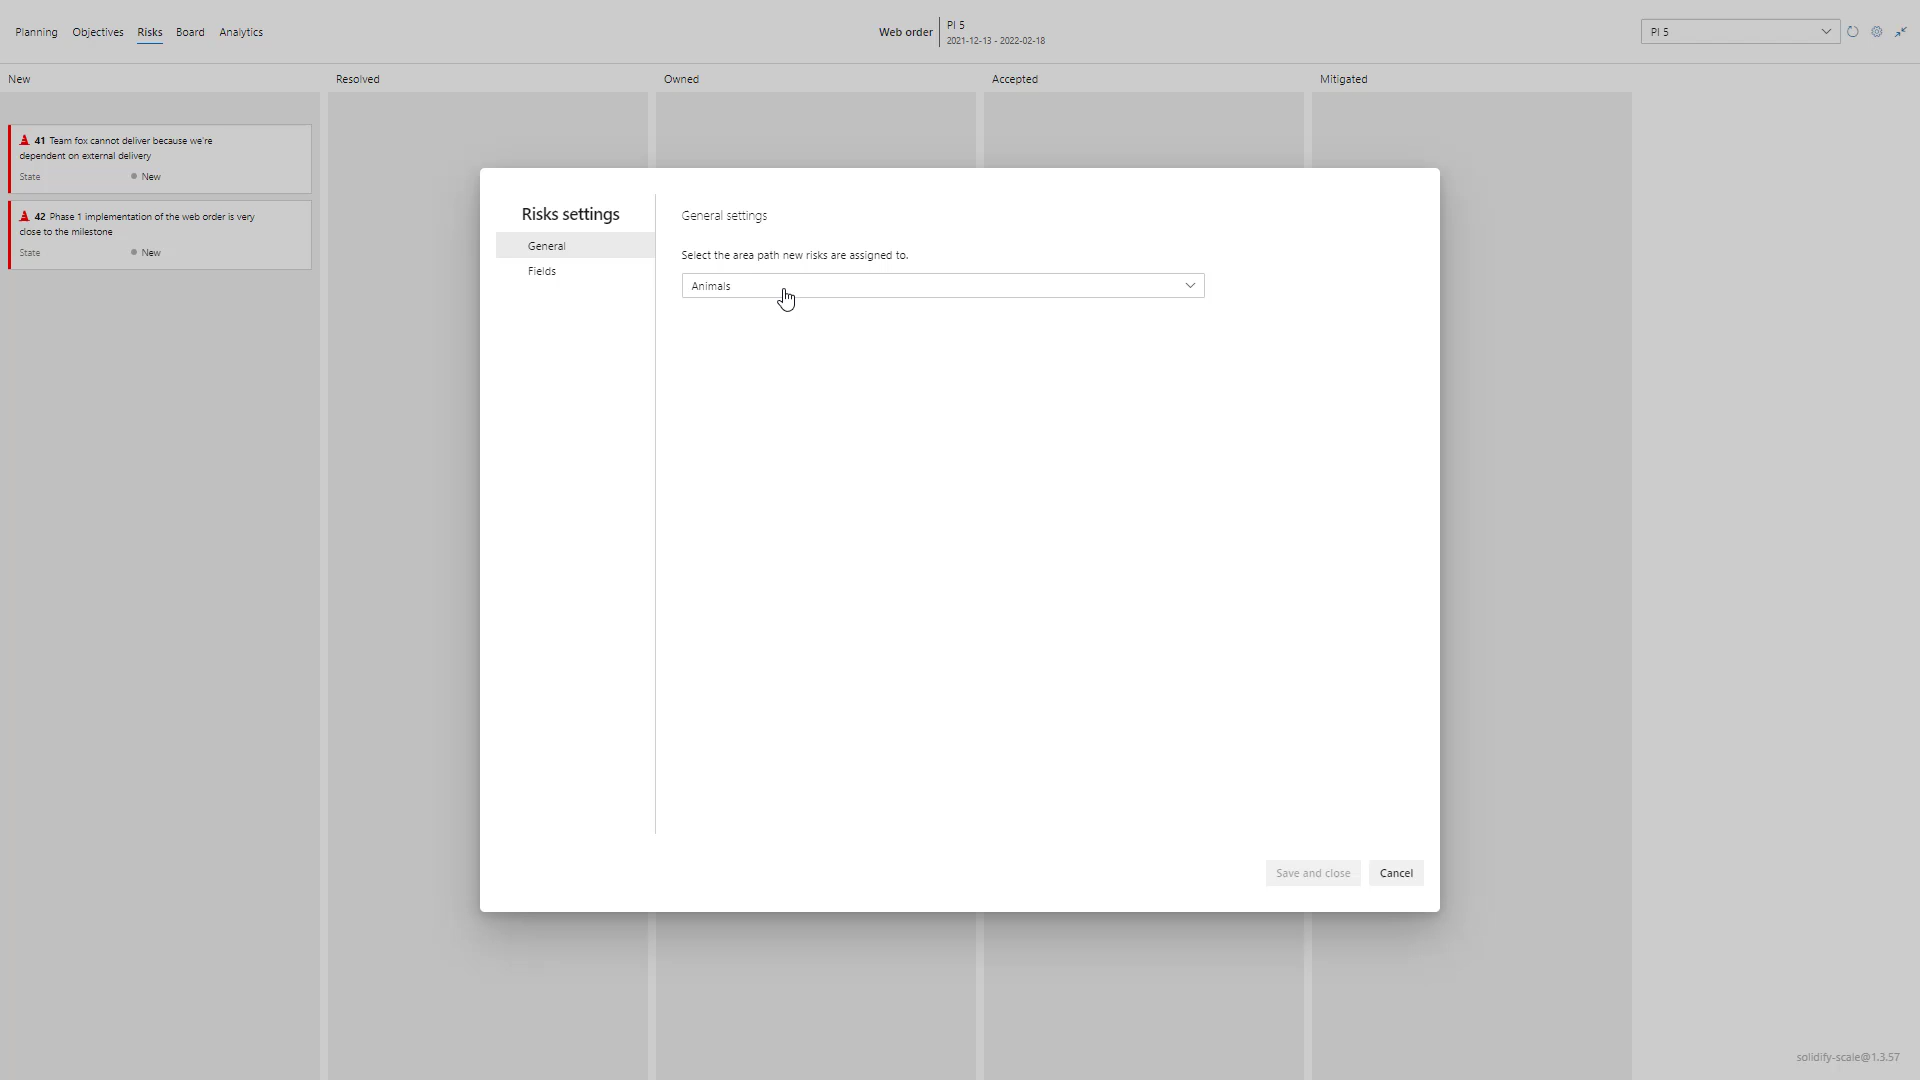 Planning Objectives Risks Board Analytics
Web order
PI 5
2021-12-13 - 2022-02-18
PI 5
New Resolved Owned Accepted Mitigated
41 Team fox cannot deliver because we're
dependent on external delivery
State New
42 Phase 1 implementation of the web order is very
close to the milestone
State New
Risks settings
General
Fields
General settings
Select the area path new risks are assigned to.
Animals
Save and close Cancel
solidify-scale@1.3.57